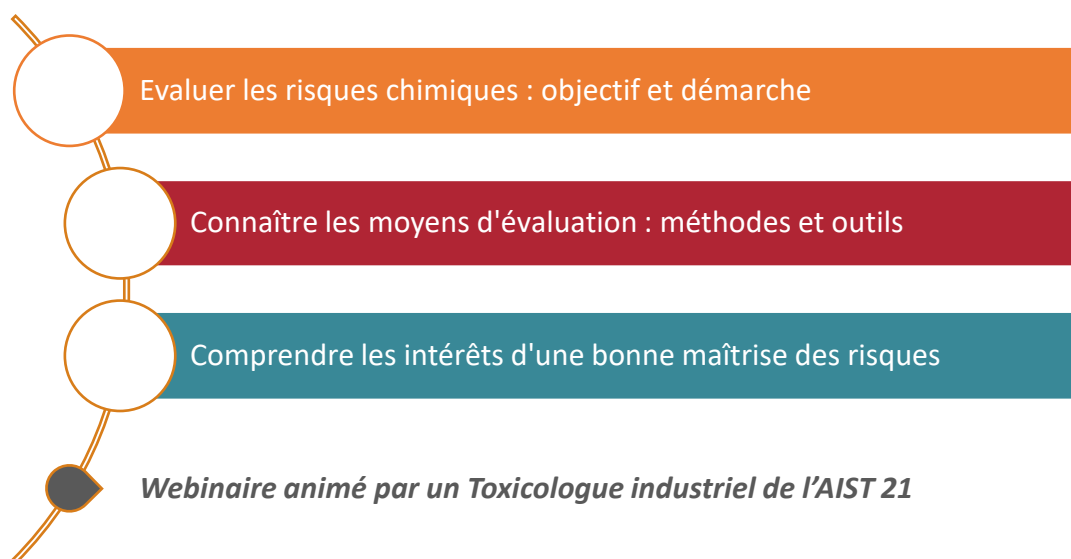 Evaluer les risques chimiques : objectif et démarche
Connaître les moyens d'évaluation : méthodes et outils
Comprendre les intérêts d'une bonne maîtrise des risques
Webinaire animé par un Toxicologue industriel de l’AIST 21